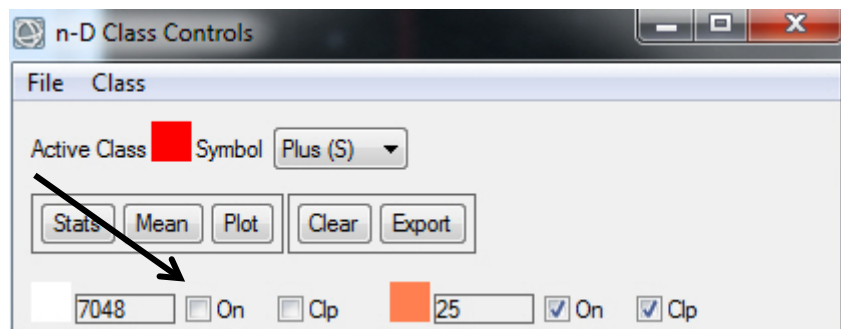 n-D Class Controls
File Class
Active Class Symbol Plus (S)
Stats Mean Plot Clear Export
7048 On Clp 25 On Clp